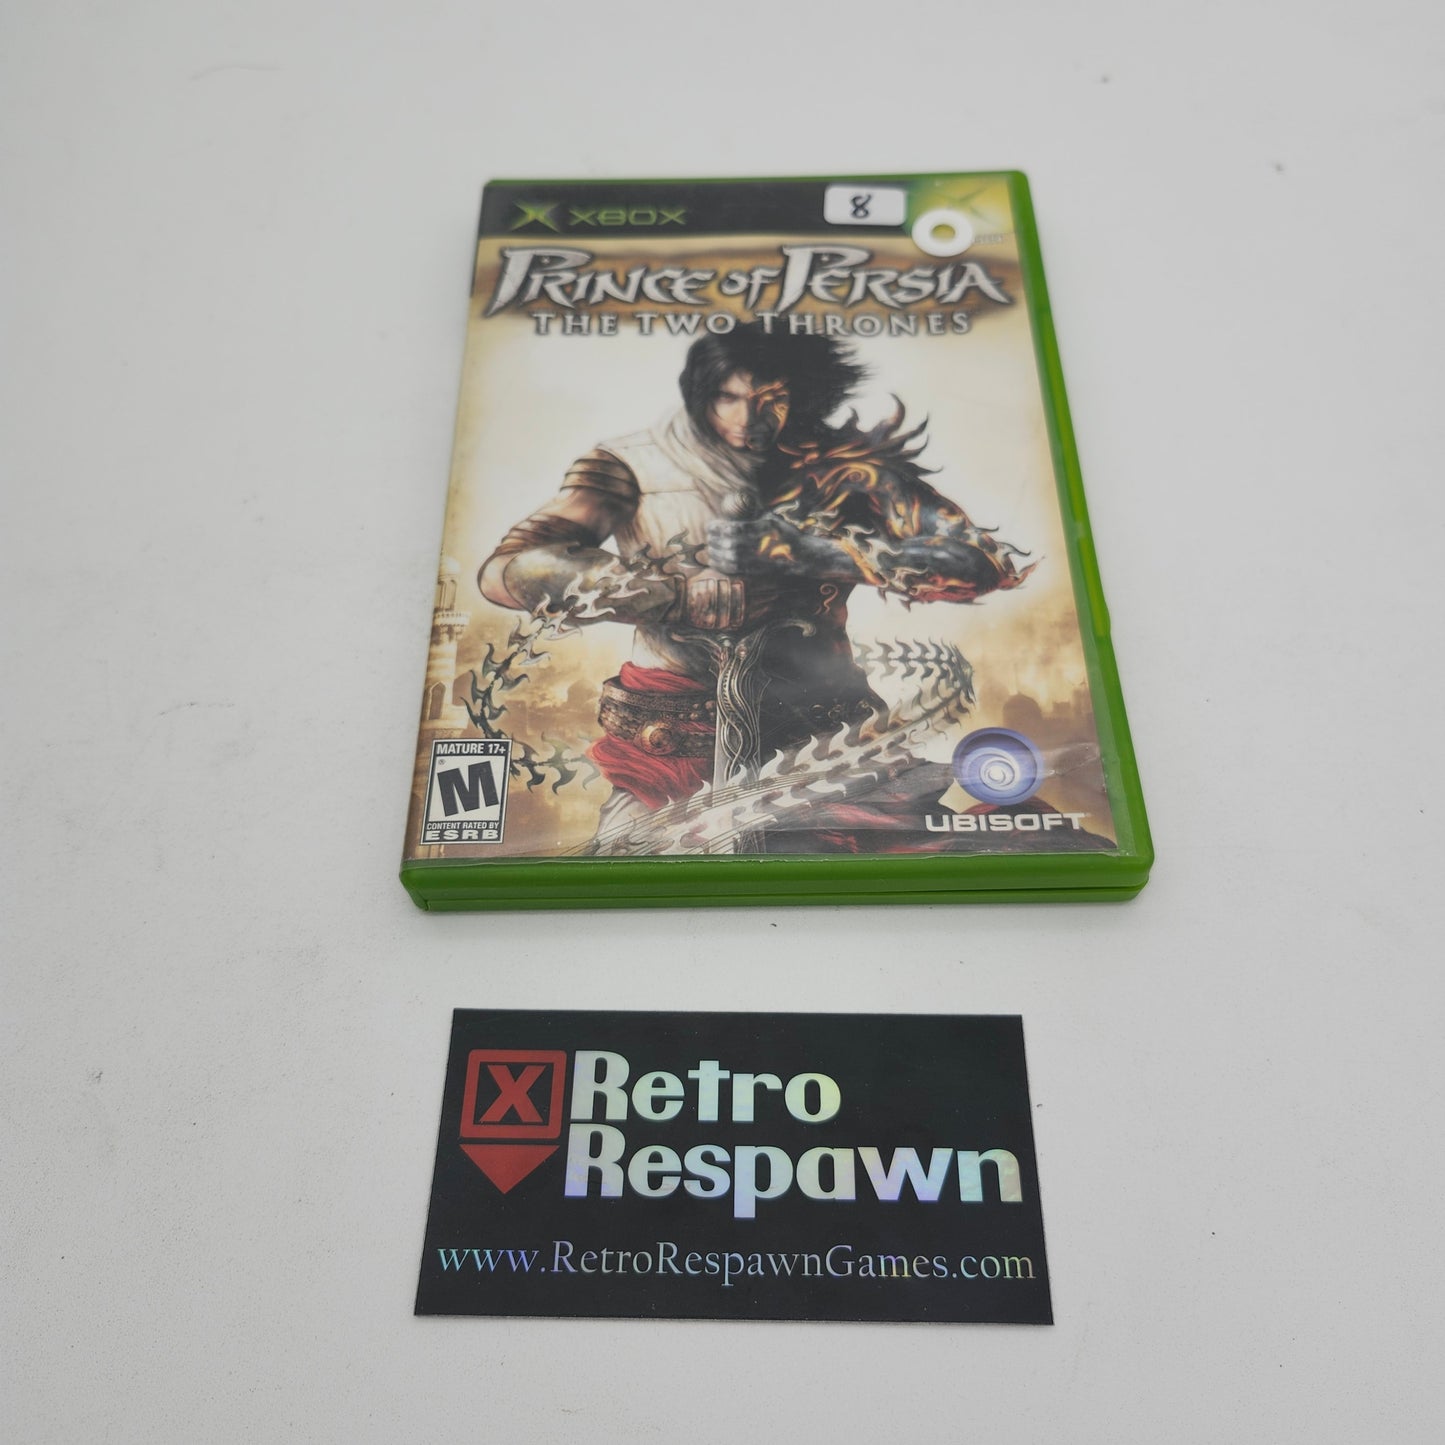 XBOX
8
PRINCE OF PERSIA
THE TWO THRONES
MATURE 17+
M
®
CONTENT RATED BY
ESRB
UBISOFT
X Retro
Respawn
www.RetroRespawnGames.com